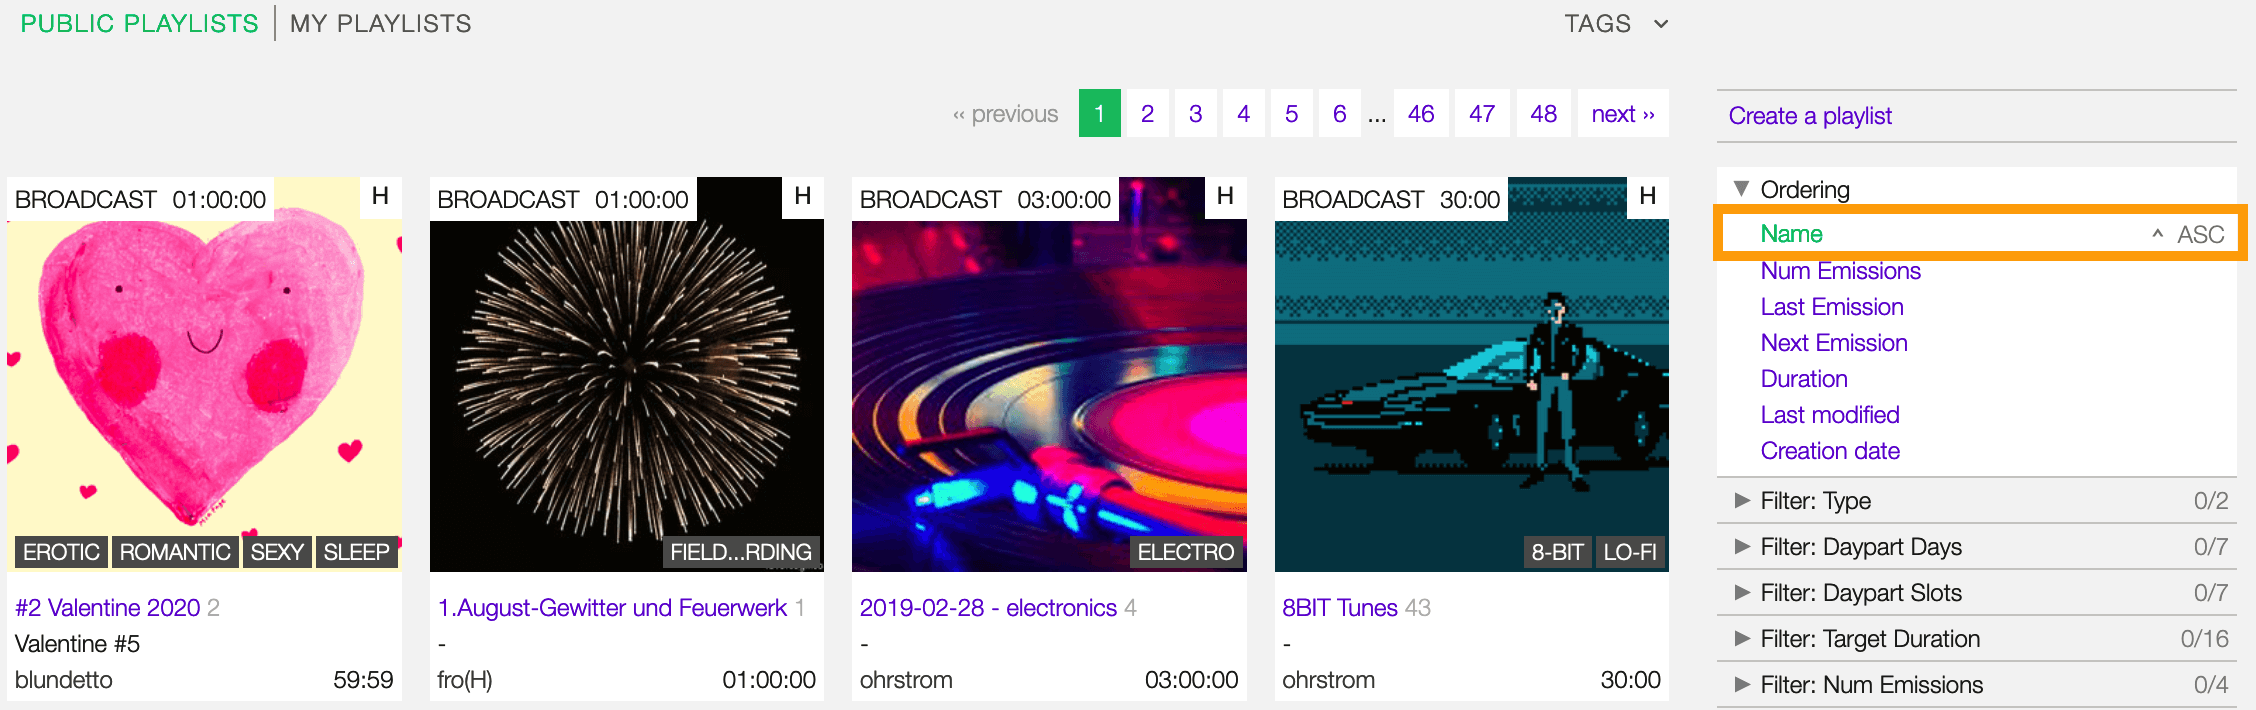 PUBLIC PLAYLISTS | MY PLAYLISTS
TAGS
‹‹ previous 1 2 3 4 5 6 ... 46 47 48 next ››
Create a playlist
BROADCAST 01:00:00 H
EROTIC ROMANTIC SEXY SLEEP
#2 Valentine 2020 2
Valentine #5
blundetto 59:59
BROADCAST 01:00:00 H
FIELD...RDING
1.August-Gewitter und Feuerwerk 1
-
fro(H) 01:00:00
BROADCAST 03:00:00 H
ELECTRO
2019-02-28 - electronics 4
-
ohrstrom 03:00:00
BROADCAST 30:00 H
8-BIT LO-FI
8BIT Tunes 43
-
ohrstrom 30:00
Ordering
Name ^ ASC
Num Emissions
Last Emission
Next Emission
Duration
Last modified
Creation date
Filter: Type 0/2
Filter: Daypart Days 0/7
Filter: Daypart Slots 0/7
Filter: Target Duration 0/16
Filter: Num Emissions 0/4